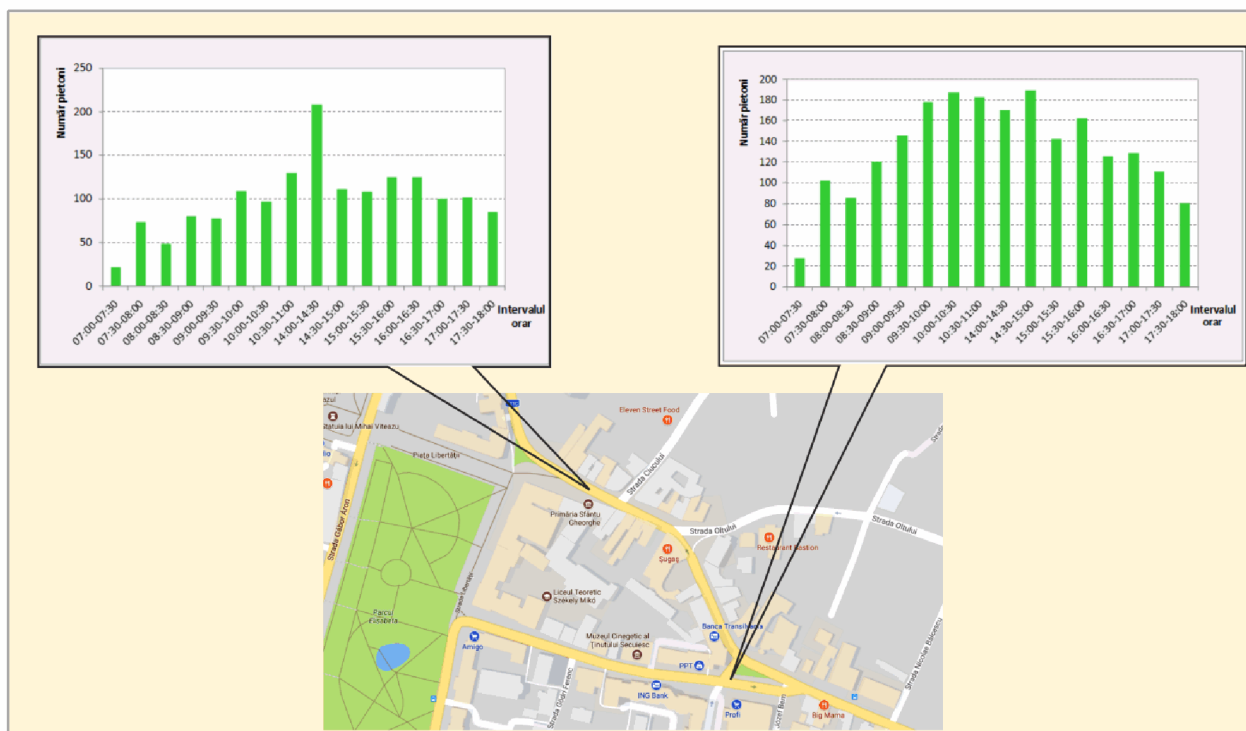 250
200
150
100
50
0
Număr pietoni
07:00-07:30
07:30-08:00
08:00-08:30
08:30-09:00
09:00-09:30
09:30-10:00
10:00-10:30
10:30-11:00
14:00-14:30
14:30-15:00
15:00-15:30
15:30-16:00
16:00-16:30
16:30-17:00
17:00-17:30
17:30-18:00
Intervalul
orar
200
180
160
140
120
100
80
60
40
20
0
Număr pietoni
07:00-07:30
07:30-08:00
08:00-08:30
08:30-09:00
09:00-09:30
09:30-10:00
10:00-10:30
10:30-11:00
14:00-14:30
14:30-15:00
15:00-15:30
15:30-16:00
16:00-16:30
16:30-17:00
17:00-17:30
17:30-18:00
Intervalul
orar
Eleven Street Food
Piața Libertății
Strada Gábor Áron
Strada Ciucului
Primăria Sfântu
Gheorghe
Strada Oltului
Strada Oltului
Restaurant Bastion
Șugaș
Liceul Teoretic
Székely Mikó
Strada Libertății
Parcul
Elisabeta
Banca Transilvania
Muzeul Cinegetic al
Ținutului Secuiesc
Amigo
PPT
ING Bank
Profi
Big Mama
Strada Gödri Ferenc
József Bem
Strada Nicolae Bălcescu